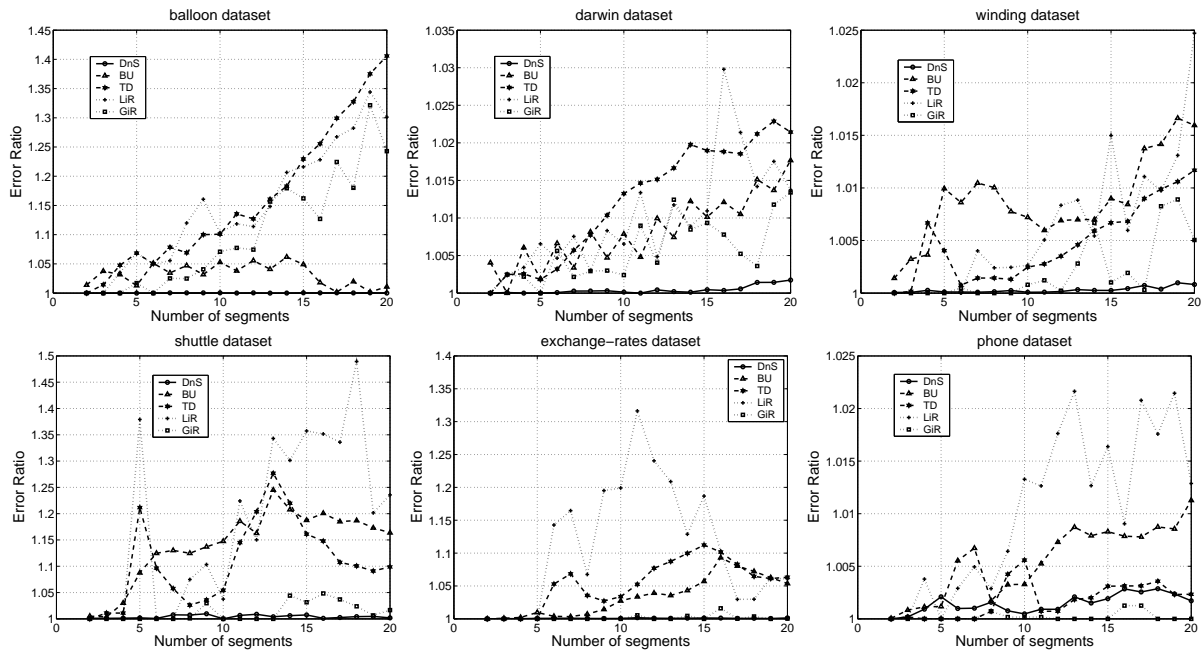 balloon dataset
1.45
1.4
1.35
1.3
1.25
1.2
1.15
1.1
1.05
1
0 5 10 15 20
Error Ratio
Number of segments
DnS
BU
TD
LiR
GiR
darwin dataset
1.035
1.03
1.025
1.02
1.015
1.01
1.005
1
0 5 10 15 20
Error Ratio
Number of segments
DnS
BU
TD
LiR
GiR
winding dataset
1.025
1.02
1.015
1.01
1.005
1
0 5 10 15 20
Error Ratio
Number of segments
DnS
BU
TD
LiR
GiR
shuttle dataset
1.5
1.45
1.4
1.35
1.3
1.25
1.2
1.15
1.1
1.05
1
0 5 10 15 20
Error Ratio
Number of segments
DnS
BU
TD
LiR
GiR
exchange−rates dataset
1.4
1.35
1.3
1.25
1.2
1.15
1.1
1.05
1
0 5 10 15 20
Error Ratio
Number of segments
DnS
BU
TD
LiR
GiR
phone dataset
1.025
1.02
1.015
1.01
1.005
1
0 5 10 15 20
Error Ratio
Number of segments
DnS
BU
TD
LiR
GiR